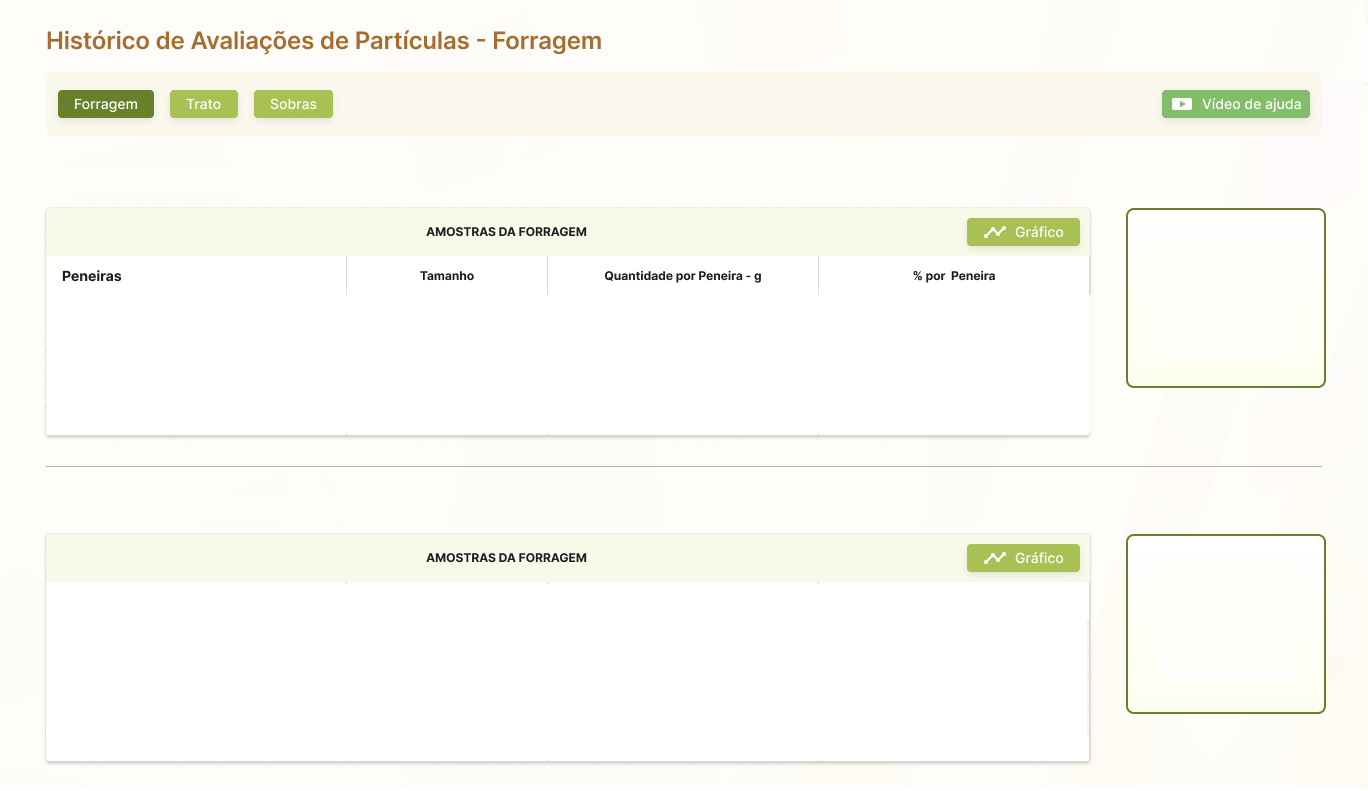 Histórico de Avaliações de Partículas - Forragem
Forragem Trato Sobras Vídeo de ajuda
AMOSTRAS DA FORRAGEM Gráfico
Peneiras Tamanho Quantidade por Peneira - g % por Peneira
AMOSTRAS DA FORRAGEM Gráfico